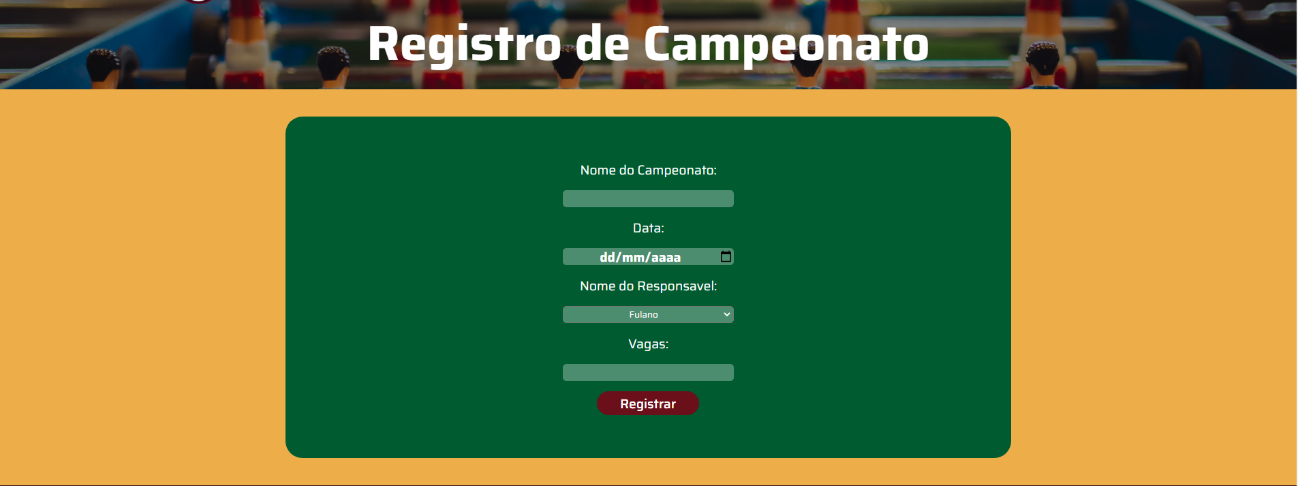 Registro de Campeonato
Nome do Campeonato:
Data:
dd/mm/aaaa
Nome do Responsavel:
Fulano
Vagas:
Registrar